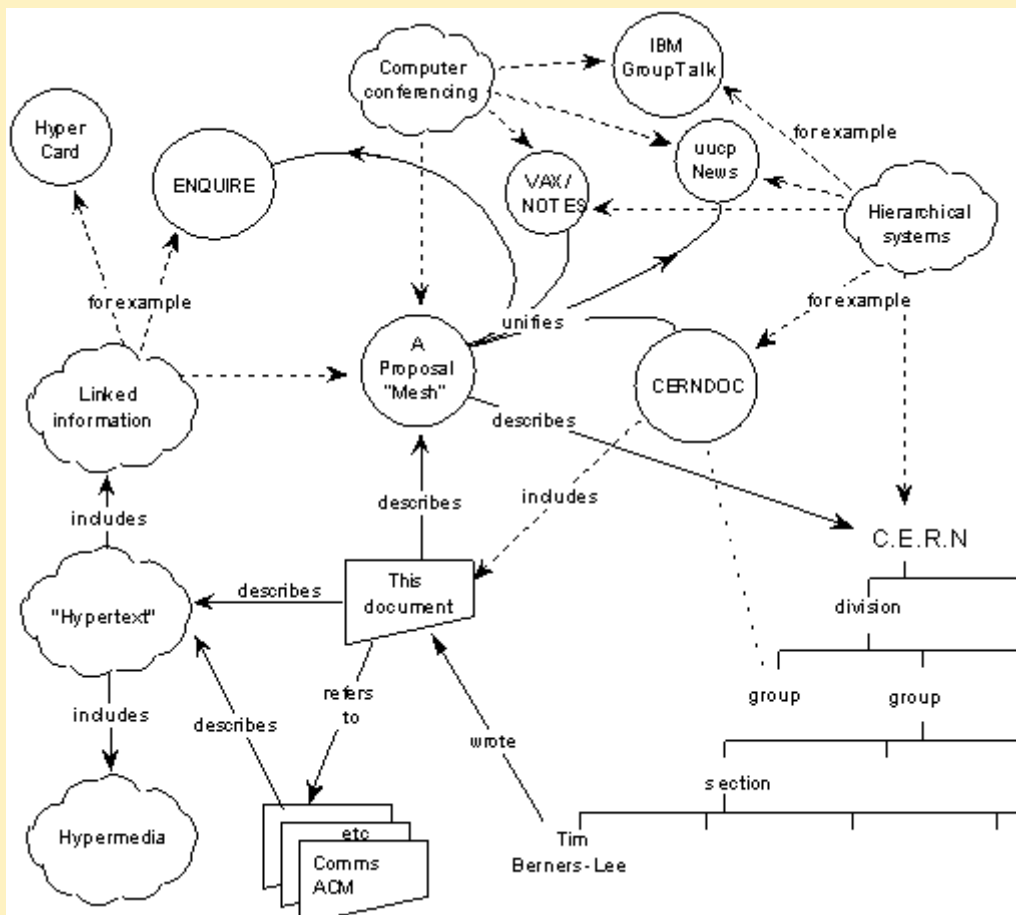 IBM
GroupTalk
Computer
conferencing
Hyper
Card
for example
uucp
News
ENQUIRE
VAX/
NOTES
Hierarchical
systems
for example
for example
unifies
A
Proposal
"Mesh"
CERNDOC
Linked
information
describes
includes
describes
includes
C.E.R.N
This
document
describes
division
"Hypertext"
refers
to
group
group
includes
describes
wrote
section
Hypermedia
etc
Comms
ACM
Tim
Berners-Lee